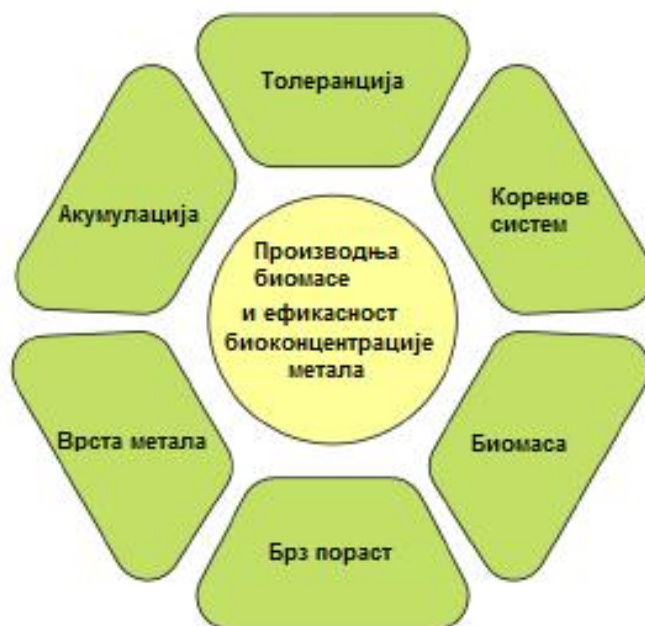 Толеранција
Коренов
систем
Биомаса
Брз пораст
Врста метала
Акумулација
Производња
биомасе
и ефикасност
биоконцентрације
метала